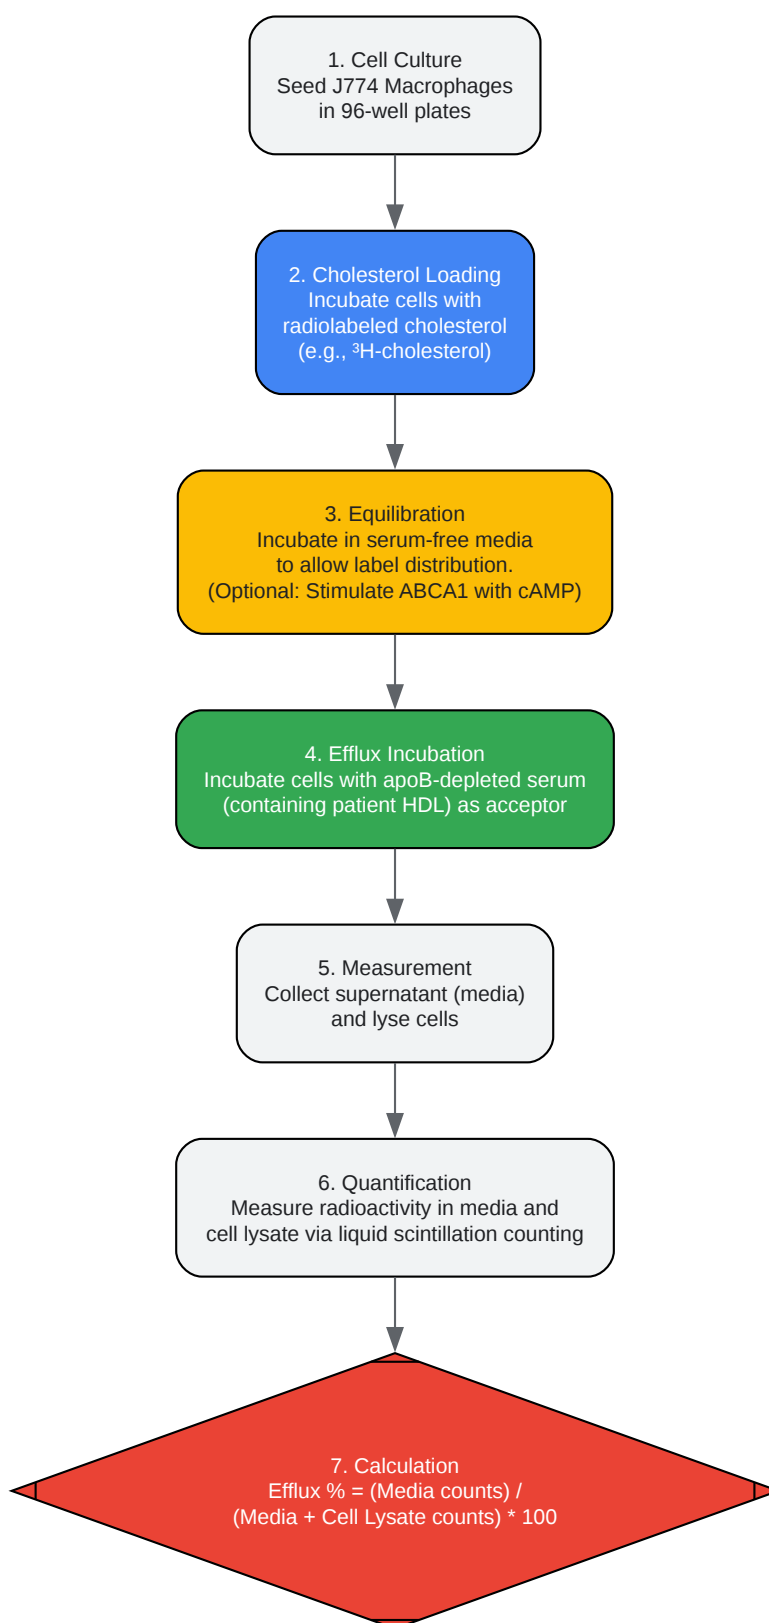 1. Cell Culture
Seed J774 Macrophages
in 96-well plates
2. Cholesterol Loading
Incubate cells with
radiolabeled cholesterol
(e.g., ³H-cholesterol)
3. Equilibration
Incubate in serum-free media
to allow label distribution.
(Optional: Stimulate ABCA1 with cAMP)
4. Efflux Incubation
Incubate cells with apoB-depleted serum
(containing patient HDL) as acceptor
5. Measurement
Collect supernatant (media)
and lyse cells
6. Quantification
Measure radioactivity in media and
cell lysate via liquid scintillation counting
7. Calculation
Efflux % = (Media counts) /
(Media + Cell Lysate counts) * 100